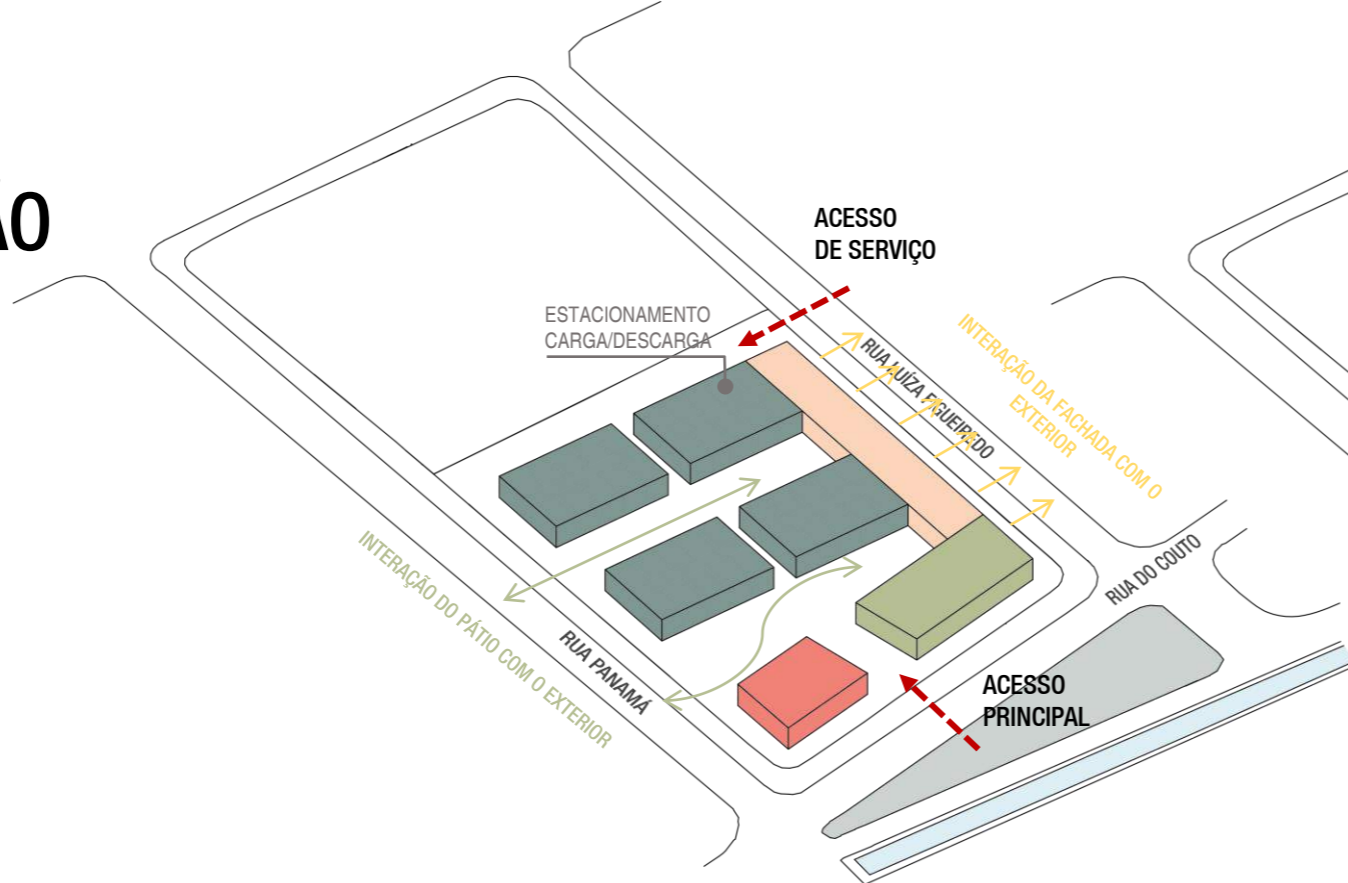 ÃO
ACESSO
DE SERVIÇO
ESTACIONAMENTO
CARGA/DESCARGA
RUA LUÍZA FIGUEIREDO
INTERAÇÃO DA FACHADA COM O
EXTERIOR
INTERAÇÃO DO PÁTIO COM O EXTERIOR
RUA PANAMÁ
RUA DO COUTO
ACESSO
PRINCIPAL